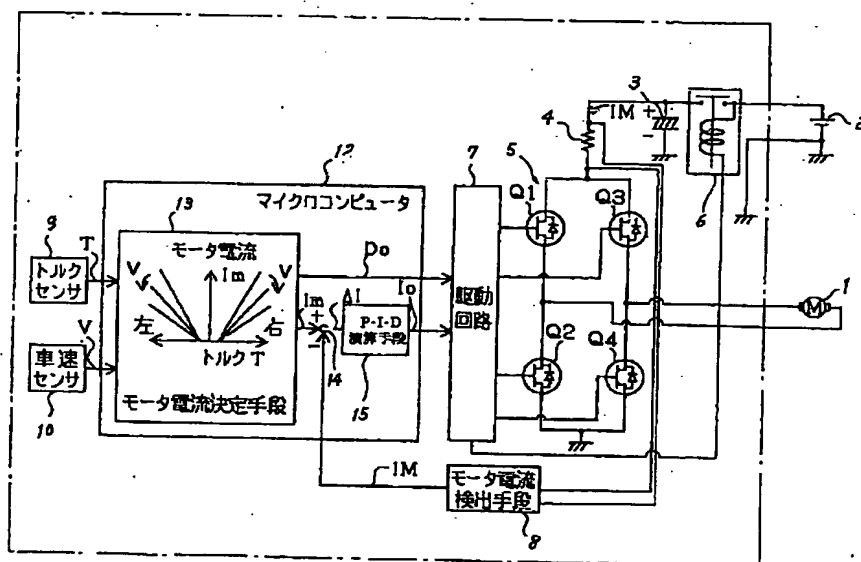 3
IM
+
-
4
2
12
7
5
6
マイクロコンピュータ
13
Q1
Q3
9
モータ電流
Im
V
V
Do
T
トルク
センサ
1
M
駆動
回路
Im
+
ΔI
Io
P-I-D
演算手段
左
右
トルクT
-
14
15
V
車速
センサ
10
モータ電流決定手段
Q2
Q4
IM
モータ電流
検出手段
8